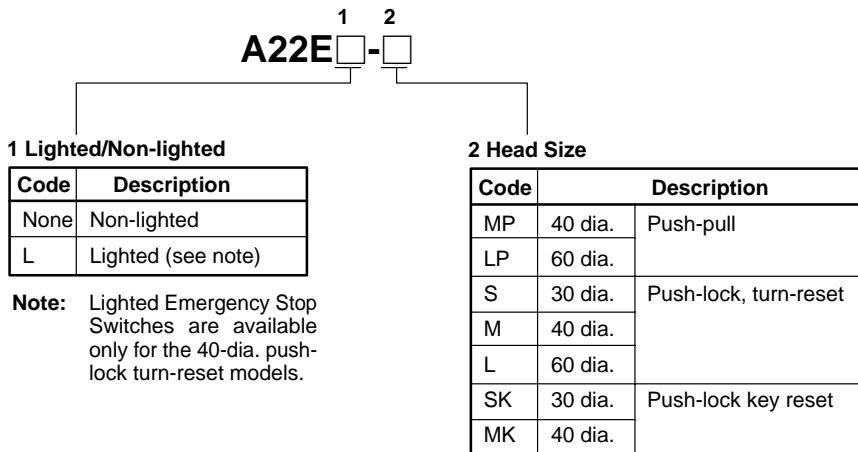 1 2
A22E□-□
1 Lighted/Non-lighted
Code Description
None Non-lighted
L Lighted (see note)
Note: Lighted Emergency Stop
Switches are available
only for the 40-dia. push-
lock turn-reset models.
2 Head Size
Code Description
MP 40 dia. Push-pull
LP 60 dia.
S 30 dia. Push-lock, turn-reset
M 40 dia.
L 60 dia.
SK 30 dia. Push-lock key reset
MK 40 dia.